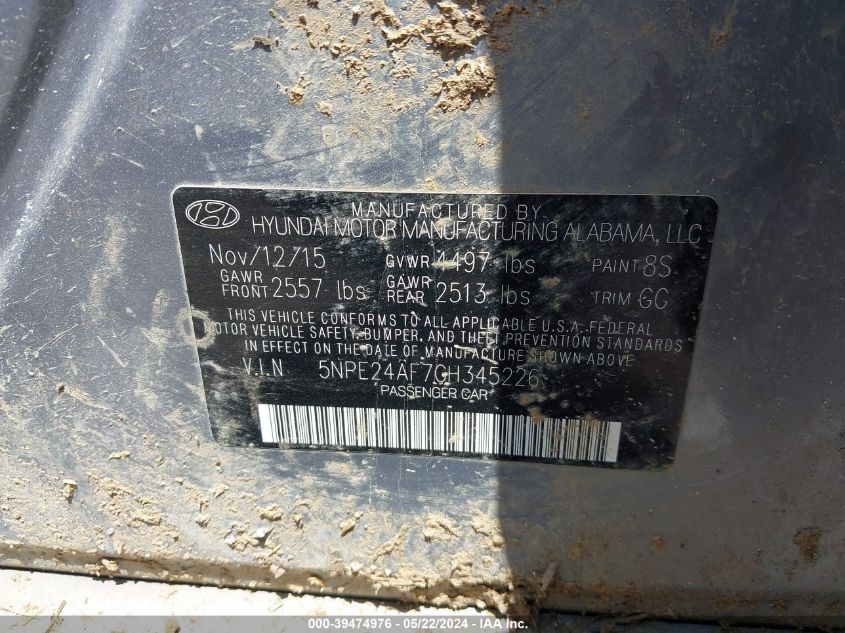 MANUFACTURED BY
HYUNDAI MOTOR MANUFACTURING ALABAMA, LLC
Nov/12/15 GVWR 4497 lbs PAINT 8S
GAWR FRONT 2557 lbs GAWR REAR 2513 lbs TRIM GG
THIS VEHICLE CONFORMS TO ALL APPLICABLE U.S.A. FEDERAL
MOTOR VEHICLE SAFETY, BUMPER, AND THEFT PREVENTION STANDARDS
IN EFFECT ON THE DATE OF MANUFACTURE SHOWN ABOVE
V.I.N 5NPE24AF7GH345226
PASSENGER CAR
000-39474976 - 05/22/2024 - IAA Inc.